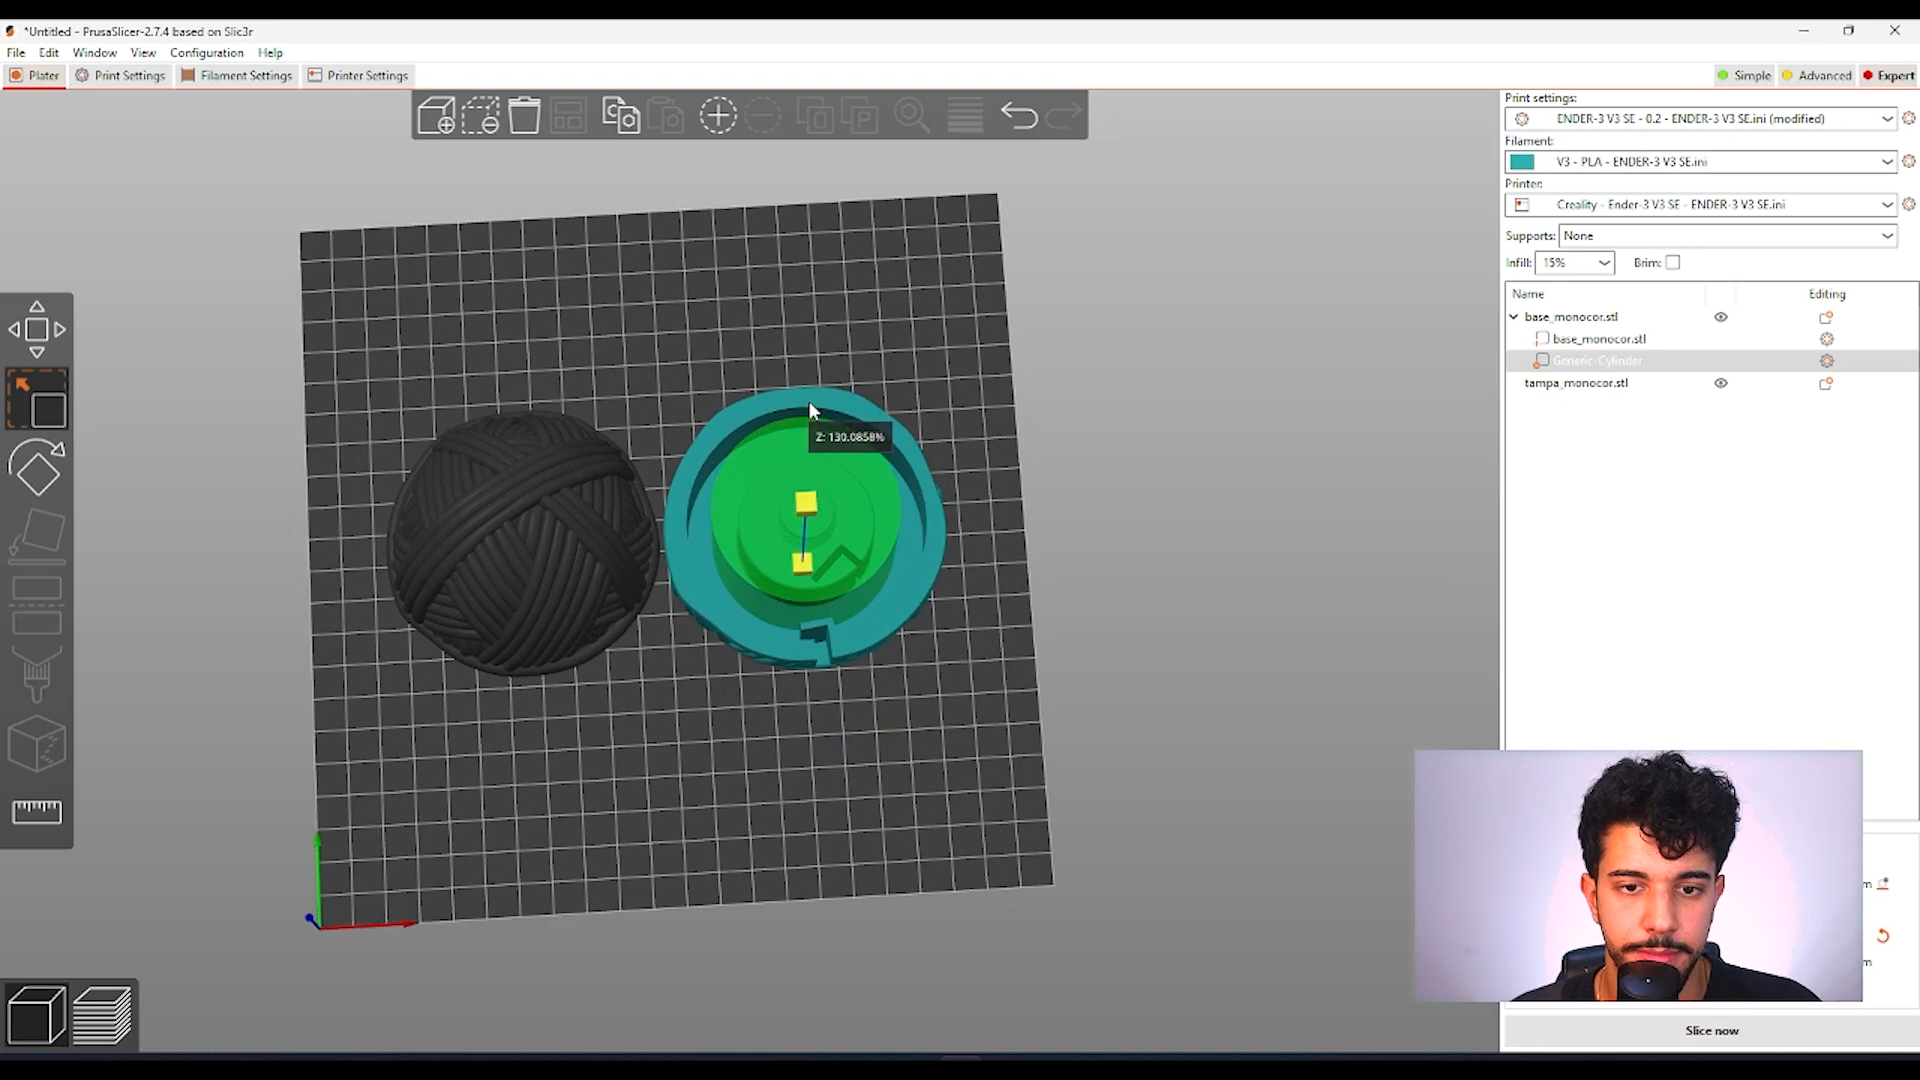 *Untitled - PrusaSlicer-2.7.4 based on Slic3r
File Edit Window View Configuration Help
Plater Print Settings Filament Settings Printer Settings
Simple Advanced Expert
Print settings:
ENDER-3 V3 SE - 0.2 - ENDER-3 V3 SE.ini (modified)
Filament:
V3 - PLA - ENDER-3 V3 SE.ini
Printer:
Creality - Ender-3 V3 SE - ENDER-3 V3 SE.ini
Supports: None
Infill: 15% Brim:
Name Editing
base_monocor.stl
base_monocor.stl
Generic-Cylinder
tampa_monocor.stl
Z: 130.0858%
Slice now